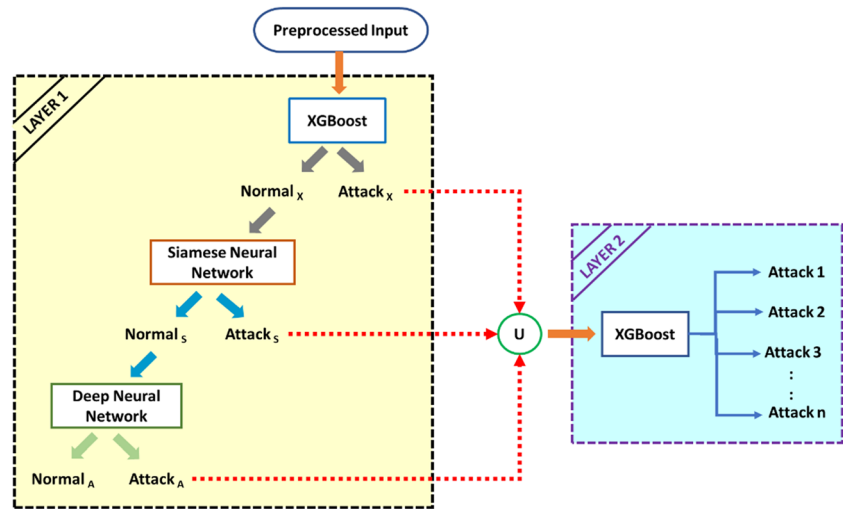 Preprocessed Input
LAYER 1
XGBoost
Normal X
Attack X
Siamese Neural
Network
Normal S
Attack S
Deep Neural
Network
Normal A
Attack A
U
LAYER 2
XGBoost
Attack 1
Attack 2
Attack 3
:
:
Attack n